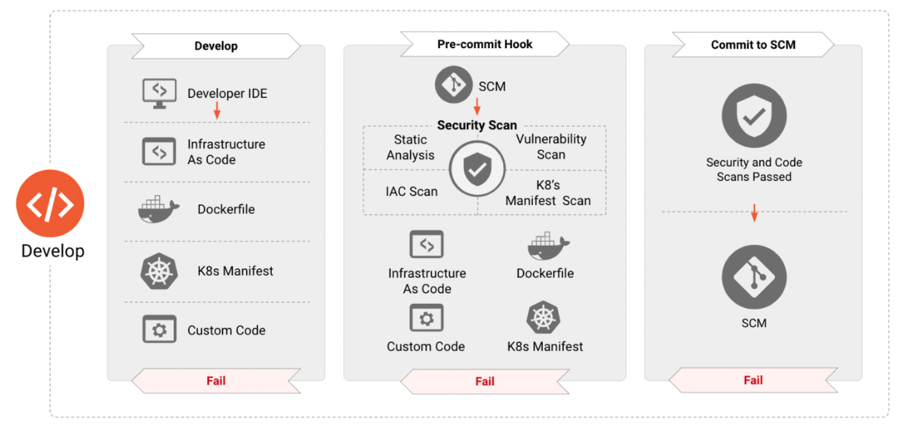 Develop
Develop
Developer IDE
Infrastructure
As Code
Dockerfile
K8s Manifest
Custom Code
Fail
Pre-commit Hook
SCM
Security Scan
Static
Analysis
Vulnerability
Scan
IAC Scan
K8's
Manifest Scan
Infrastructure
As Code
Dockerfile
Custom Code
K8s Manifest
Fail
Commit to SCM
Security and Code
Scans Passed
SCM
Fail